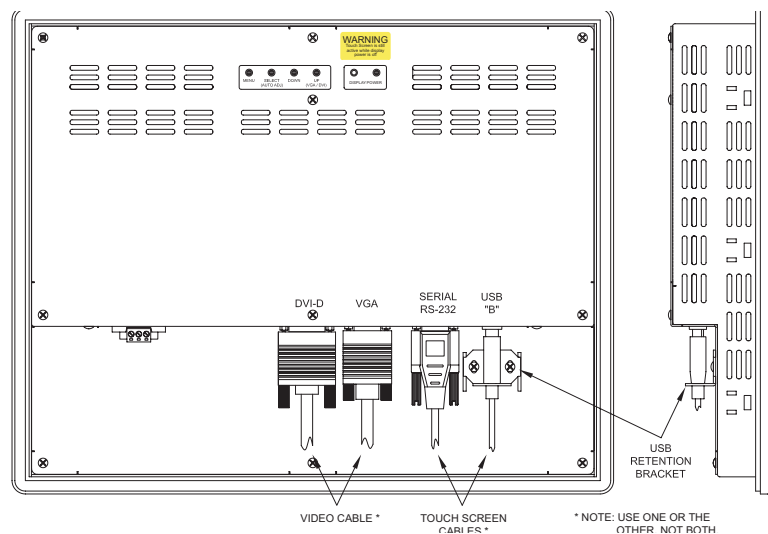 WARNING
Touch Screen is still
active while display
power is off
MENU SELECT DOWN UP DISPLAY POWER
(AUTO ADJ) (VGA / DVI)
DVI-D VGA SERIAL USB
RS-232 "B"
USB
RETENTION
BRACKET
VIDEO CABLE * TOUCH SCREEN * NOTE: USE ONE OR THE
CABLES * OTHER, NOT BOTH